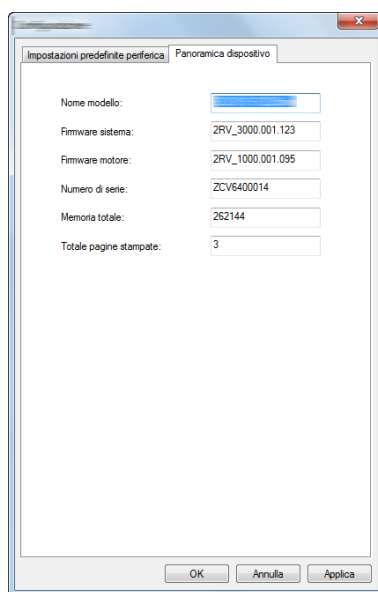 Impostazioni predefinite periferica Panoramica dispositivo
Nome modello:
Firmware sistema: 2RV_3000.001.123
Firmware motore: 2RV_1000.001.095
Numero di serie: ZCV6400014
Memoria totale: 262144
Totale pagine stampate: 3
OK Annulla Applica